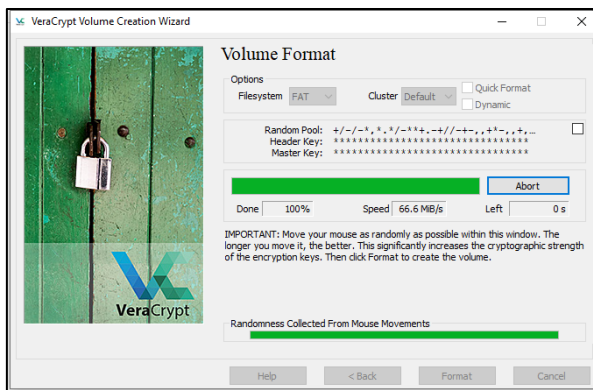 VeraCrypt Volume Creation Wizard
Volume Format
Options
Filesystem FAT Cluster Default Quick Format
Dynamic
Random Pool: +/-/-*,*.*/-**+.-+//-+-,,+*-,,+,...
Header Key: ********************************
Master Key: ********************************
Abort
Done 100% Speed 66.6 MiB/s Left 0 s
IMPORTANT: Move your mouse as randomly as possible within this window. The
longer you move it, the better. This significantly increases the cryptographic strength
of the encryption keys. Then click Format to create the volume.
VeraCrypt
Randomness Collected From Mouse Movements
Help < Back Format Cancel